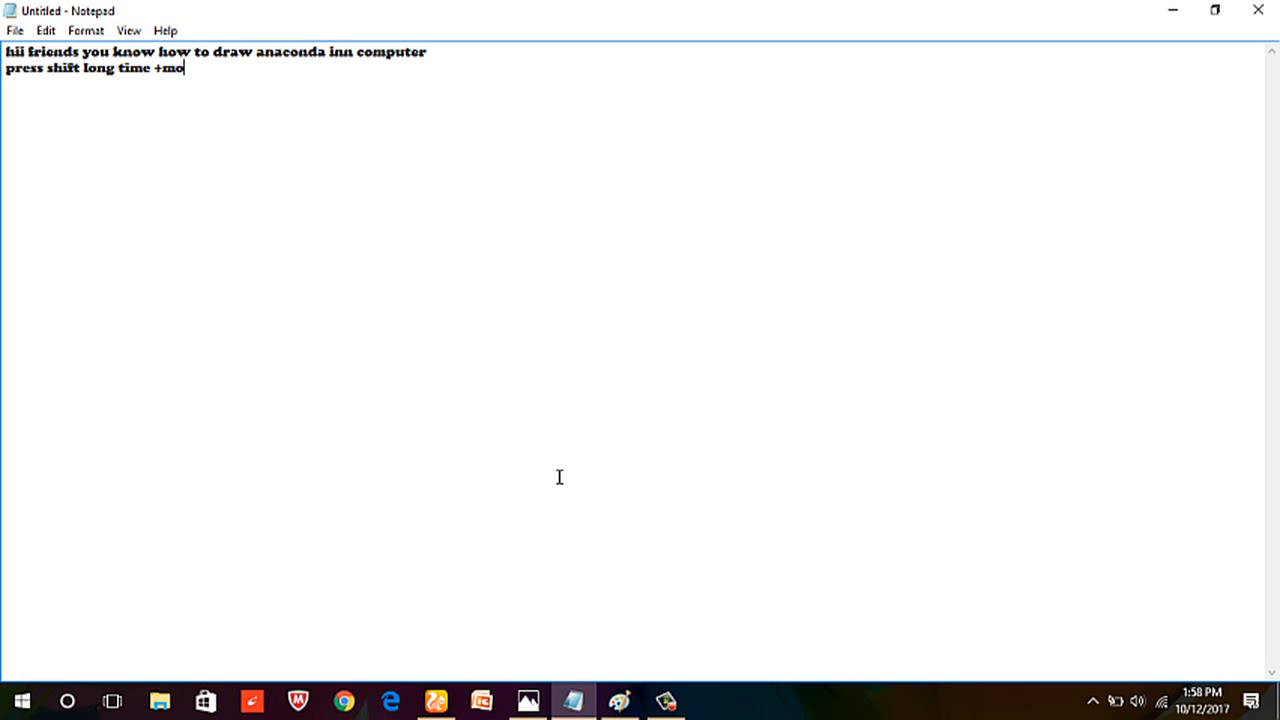 Untitled - Notepad
File Edit Format View Help
hii friends you know how to draw anaconda inn computer
press shift long time +mo
1:58 PM
10/12/2017